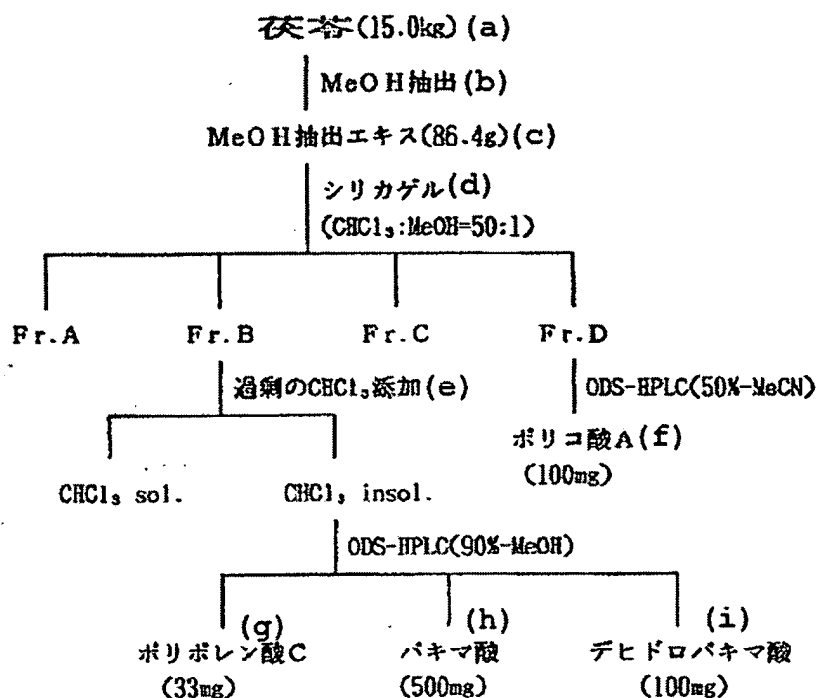 茯苓(15.0kg)(a)
MeOH抽出(b)
MeOH抽出エキス(86.4g)(c)
シリカゲル(d)
(CHCl₃:MeOH=50:1)
Fr.A Fr.B Fr.C Fr.D
過剰のCHCl₃添加(e) ODS-HPLC(50%-MeCN)
ポリコ酸A(f)
(100mg)
CHCl₃ sol. CHCl₃ insol.
ODS-HPLC(90%-MeOH)
(g) (h) (i)
ポリポレン酸C パキマ酸 デヒドロパキマ酸
(33mg) (500mg) (100mg)